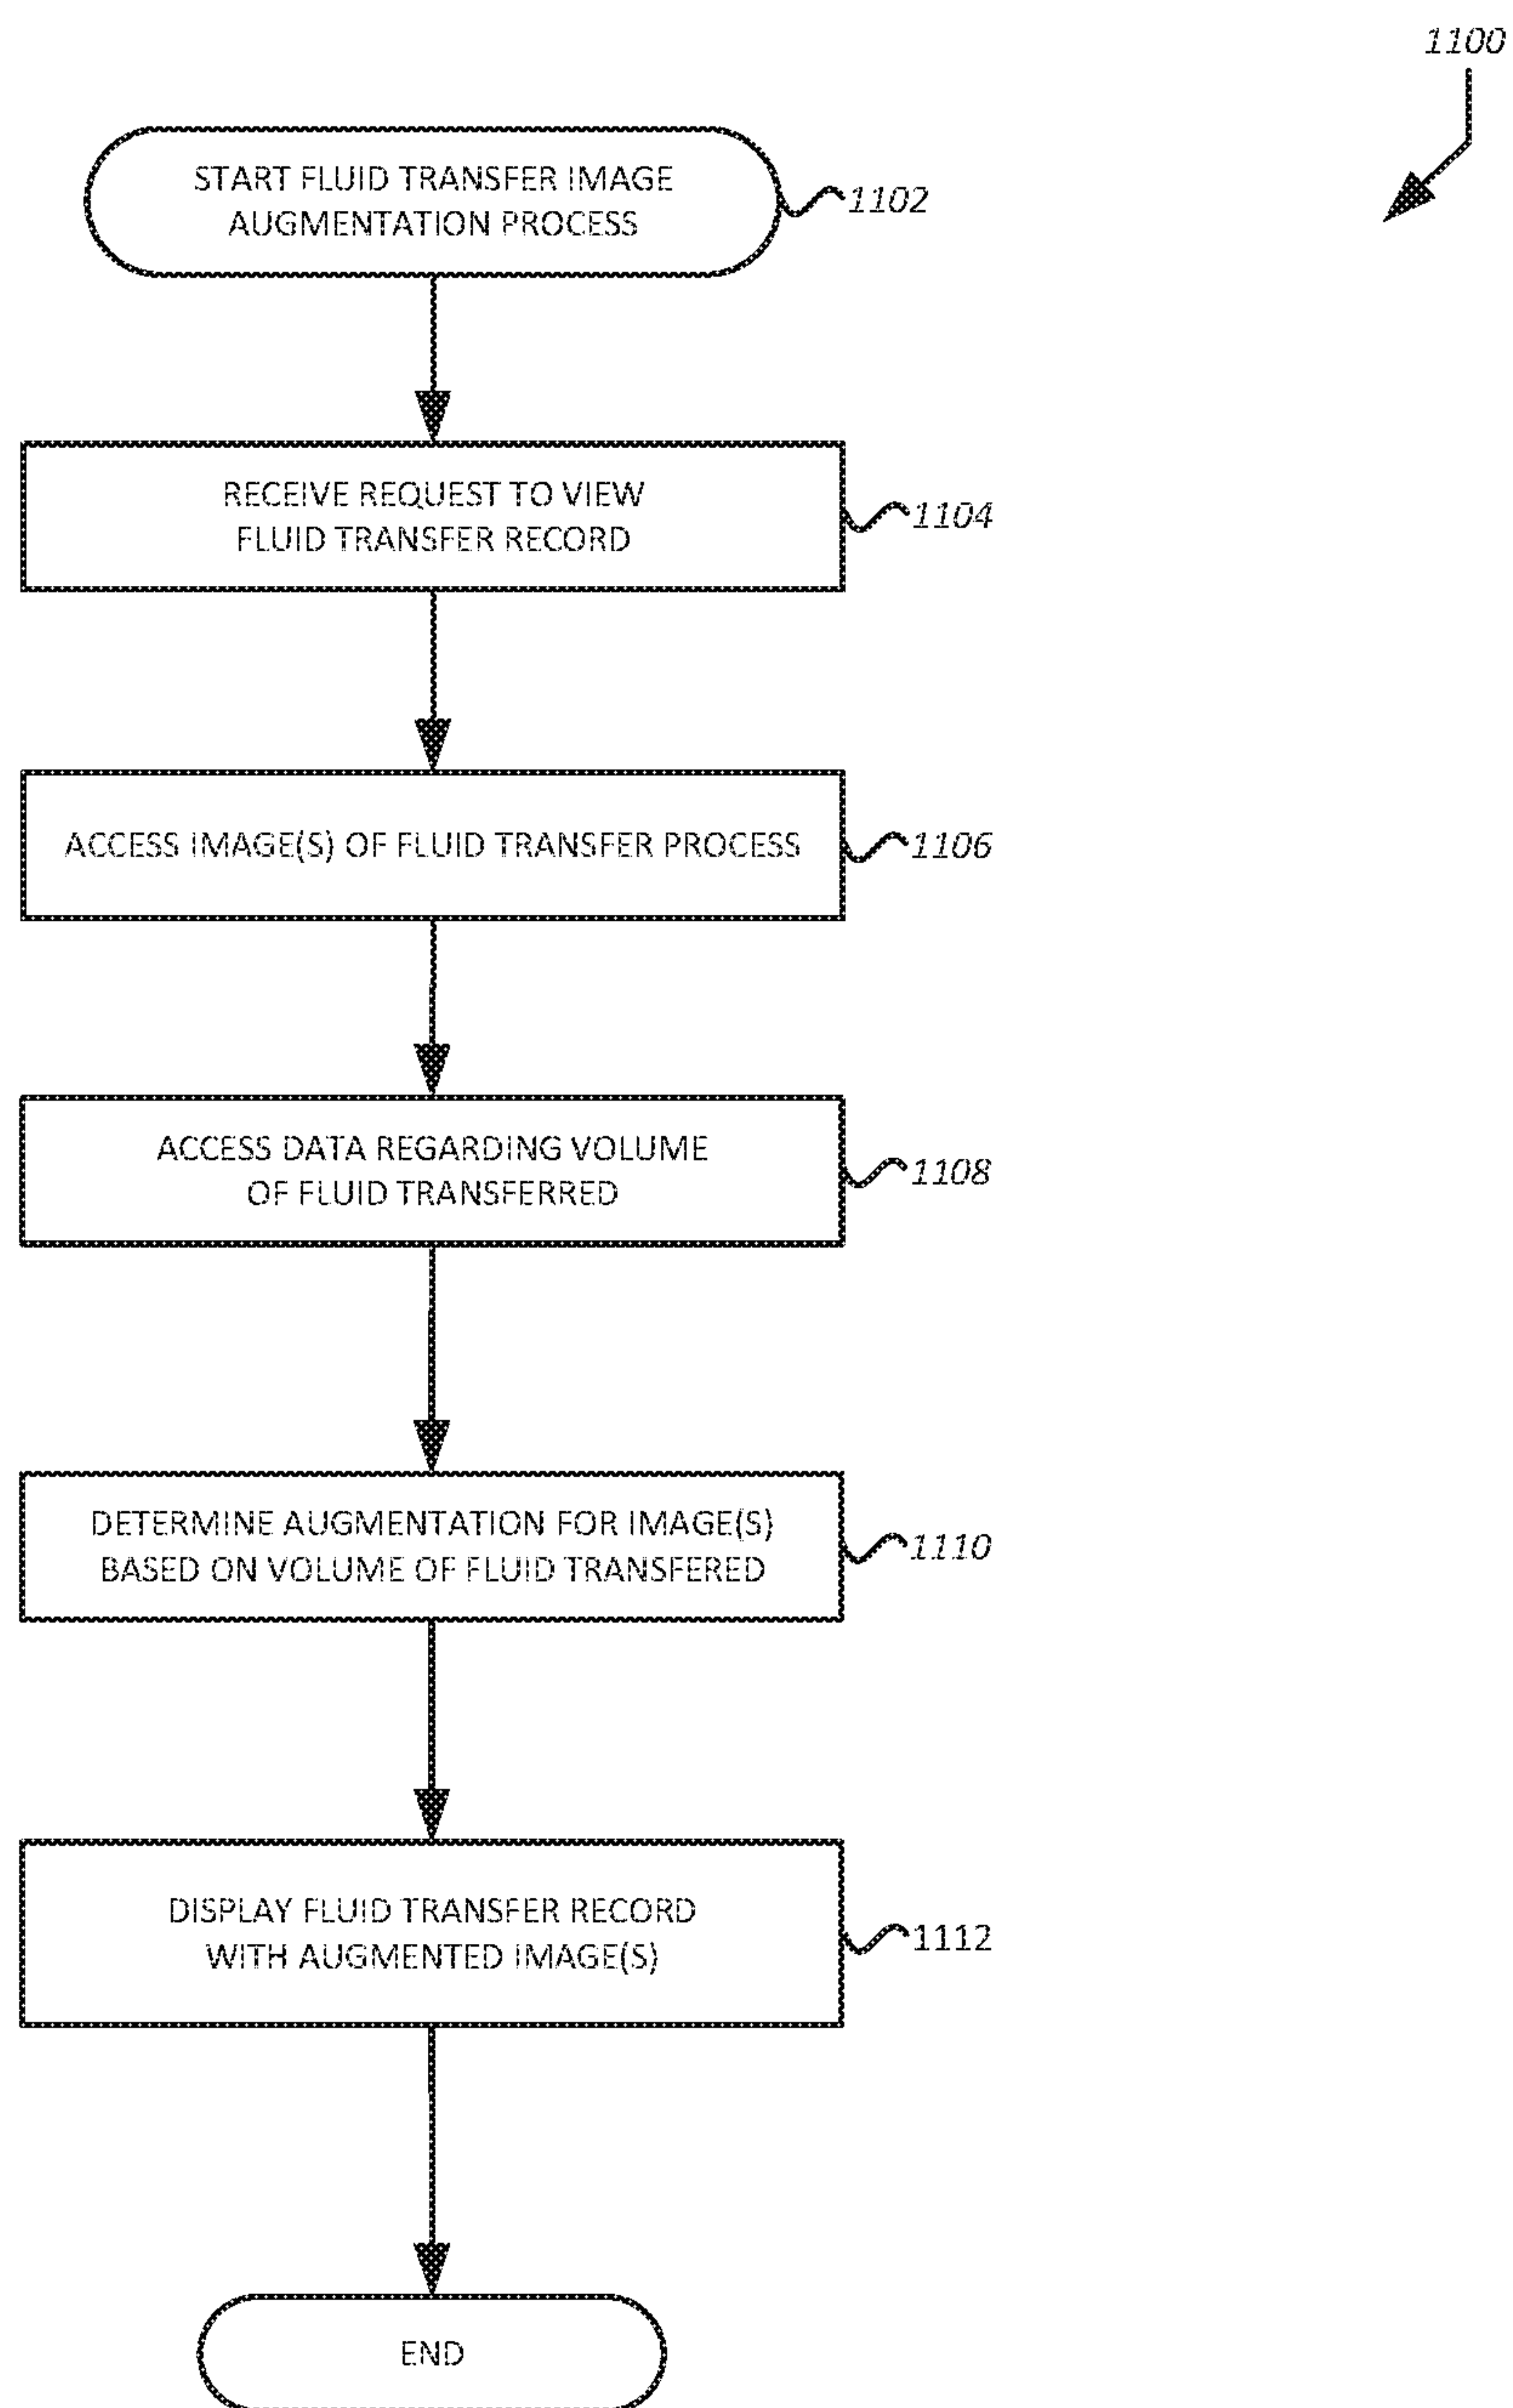 1100
START FLUID TRANSFER IMAGE
AUGMENTATION PROCESS
1102
RECEIVE REQUEST TO VIEW
FLUID TRANSFER RECORD
1104
ACCESS IMAGE(S) OF FLUID TRANSFER PROCESS
1106
ACCESS DATA REGARDING VOLUME
OF FLUID TRANSFERRED
1108
DETERMINE AUGMENTATION FOR IMAGE(S)
BASED ON VOLUME OF FLUID TRANSFERED
1110
DISPLAY FLUID TRANSFER RECORD
WITH AUGMENTED IMAGE(S)
1112
END